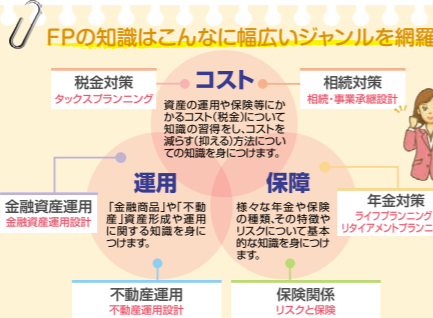 FPの知識はこんなに幅広いジャンルを網羅
税金対策
タックスプランニング
コスト
相続対策
相続・事業承継設計
資産の運用や保険等にか
かるコスト(税金)について
知識の習得をし、コストを
減らす(抑える)方法につい
ての知識を身につけます。
運用
保障
金融資産運用
金融資産運用設計
「金融商品」や「不動
産」資産形成や運用
に関する知識を身に
つけます。
様々な年金や保険
の種類、その特徴や
リスクについて基本
的な知識を身につけ
ます。
年金対策
ライフプランニング
リタイアメントプランニ
不動産運用
不動産運用設計
保険関係
リスクと保険